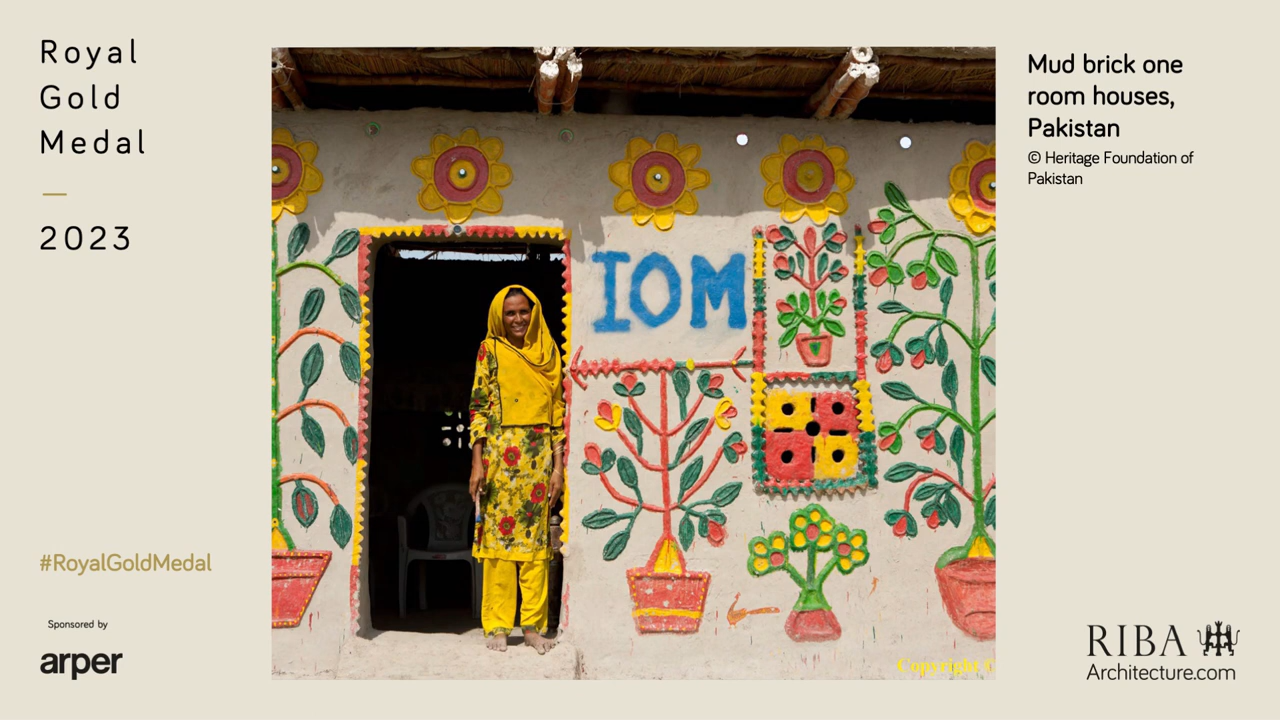 Royal
Gold
Medal
2023
#RoyalGoldMedal
Sponsored by
arper
IOM
Copyright ©
Mud brick one
room houses,
Pakistan
© Heritage Foundation of
Pakistan
RIBA
Architecture.com